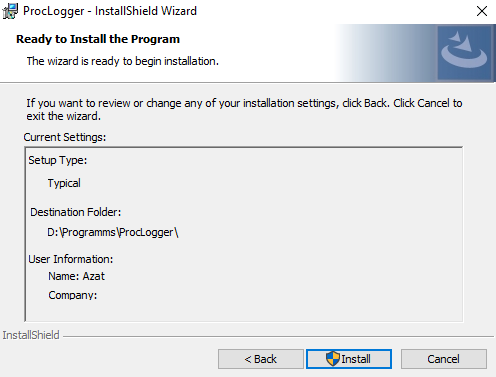 ProcLogger - InstallShield Wizard
Ready to Install the Program
The wizard is ready to begin installation.
If you want to review or change any of your installation settings, click Back. Click Cancel to
exit the wizard.
Current Settings:
Setup Type:
Typical
Destination Folder:
D:\Programms\ProcLogger\
User Information:
Name: Azat
Company:
InstallShield
< Back
Install
Cancel